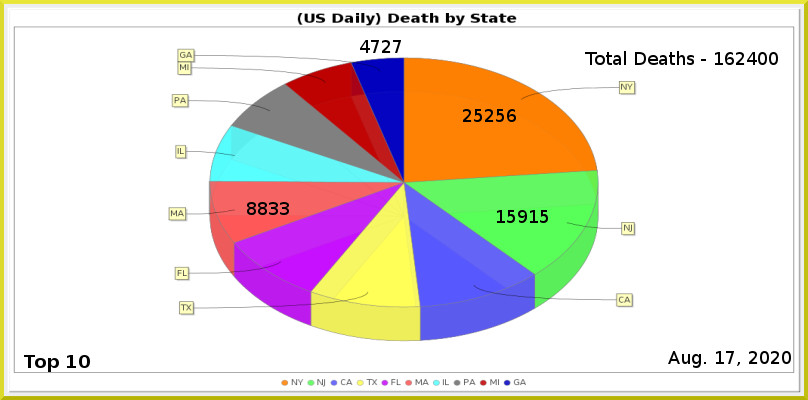 (US Daily) Death by State
4727
Total Deaths - 162400
GA
MI
NY
PA
25256
IL
MA
8833
15915
NJ
FL
CA
TX
Top 10
Aug. 17, 2020
NY NJ CA TX FL MA IL PA MI GA